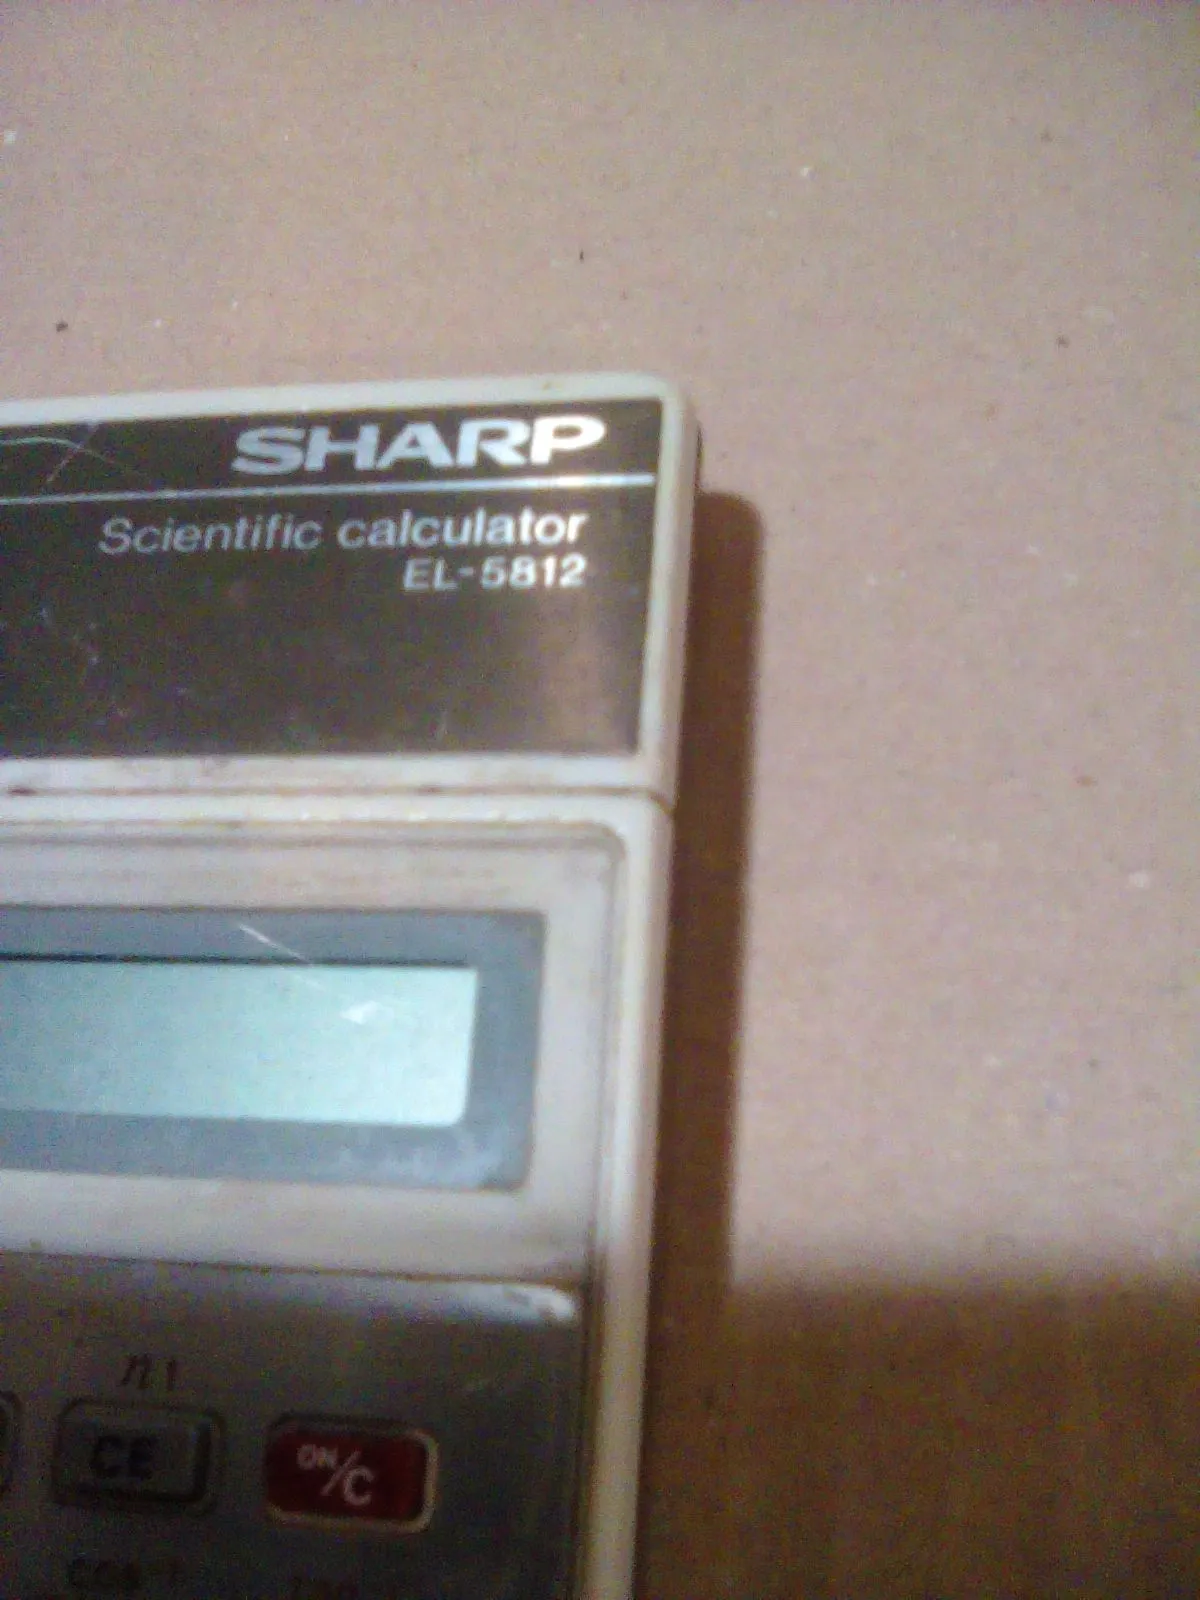 SHARP
Scientific calculator
EL-5812
n!
CE
ON/C